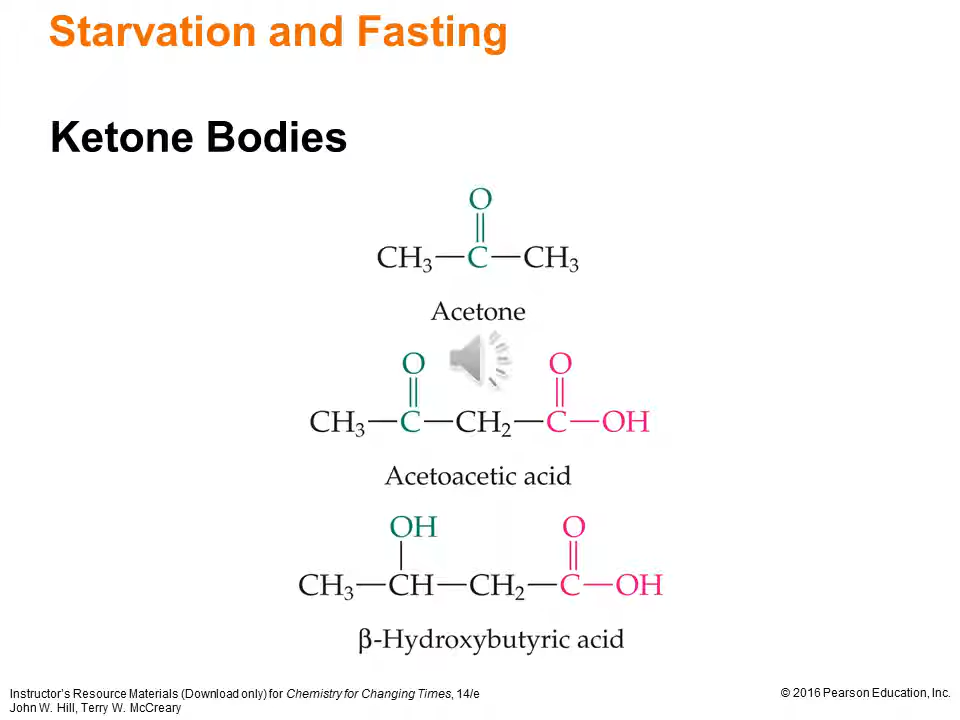 Starvation and Fasting
Ketone Bodies
O
CH₃—C—CH₃
Acetone
O O
CH₃—C—CH₂—C—OH
Acetoacetic acid
OH O
CH₃—CH—CH₂—C—OH
β-Hydroxybutyric acid
Instructor's Resource Materials (Download only) for Chemistry for Changing Times, 14/e
John W. Hill, Terry W. McCreary
© 2016 Pearson Education, Inc.